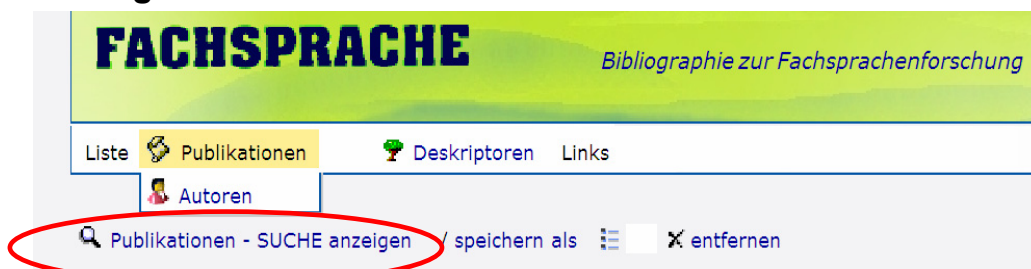 FACHSPRACHE
Bibliographie zur Fachsprachenforschung
Liste Publikationen Deskriptoren Links
Autoren
Publikationen - SUCHE anzeigen / speichern als entfernen